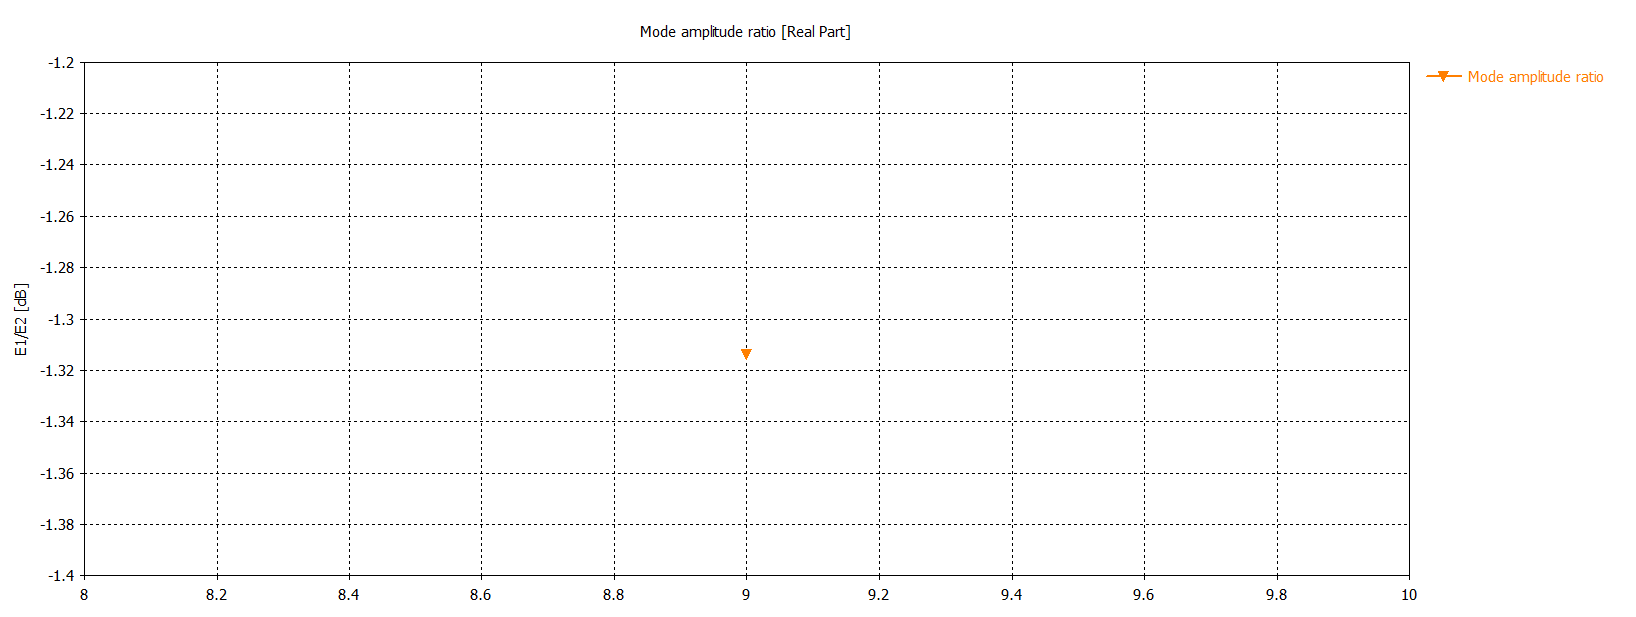 Mode amplitude ratio [Real Part]
Mode amplitude ratio
E1/E2 [dB]
-1.2
-1.22
-1.24
-1.26
-1.28
-1.3
-1.32
-1.34
-1.36
-1.38
-1.4
8 8.2 8.4 8.6 8.8 9 9.2 9.4 9.6 9.8 10